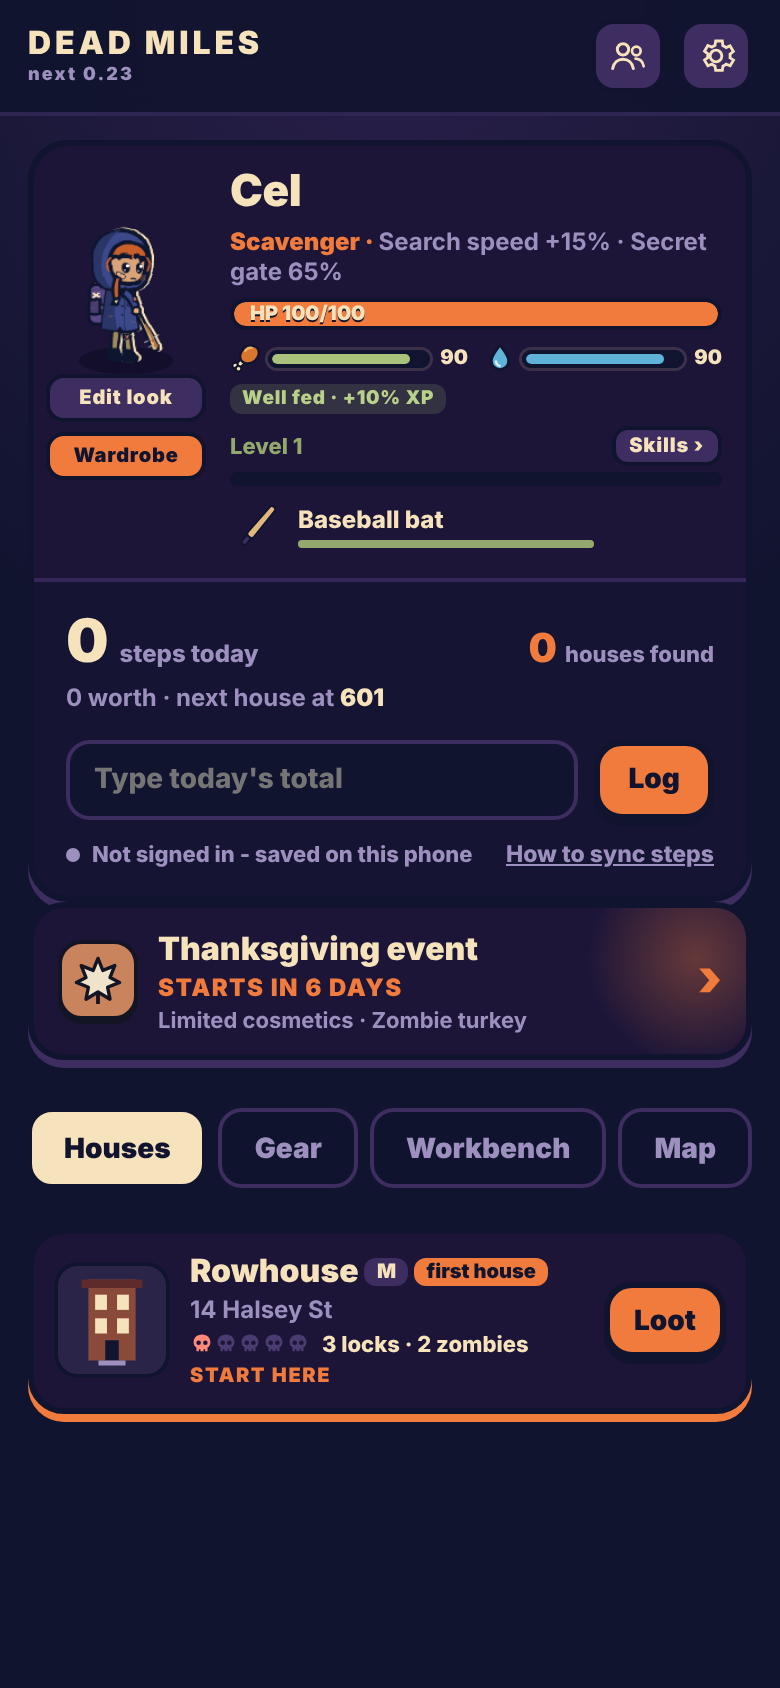 DEAD MILES
next 0.23
Cel
Scavenger · Search speed +15% · Secret
gate 65%
HP 100/100
90
90
Well fed · +10% XP
Edit look
Level 1
Skills ›
Wardrobe
Baseball bat
0 steps today
0 houses found
0 worth · next house at 601
Type today's total
Log
Not signed in - saved on this phone
How to sync steps
Thanksgiving event
STARTS IN 6 DAYS
Limited cosmetics · Zombie turkey
›
Houses
Gear
Workbench
Map
Rowhouse M first house
14 Halsey St
3 locks · 2 zombies
START HERE
Loot